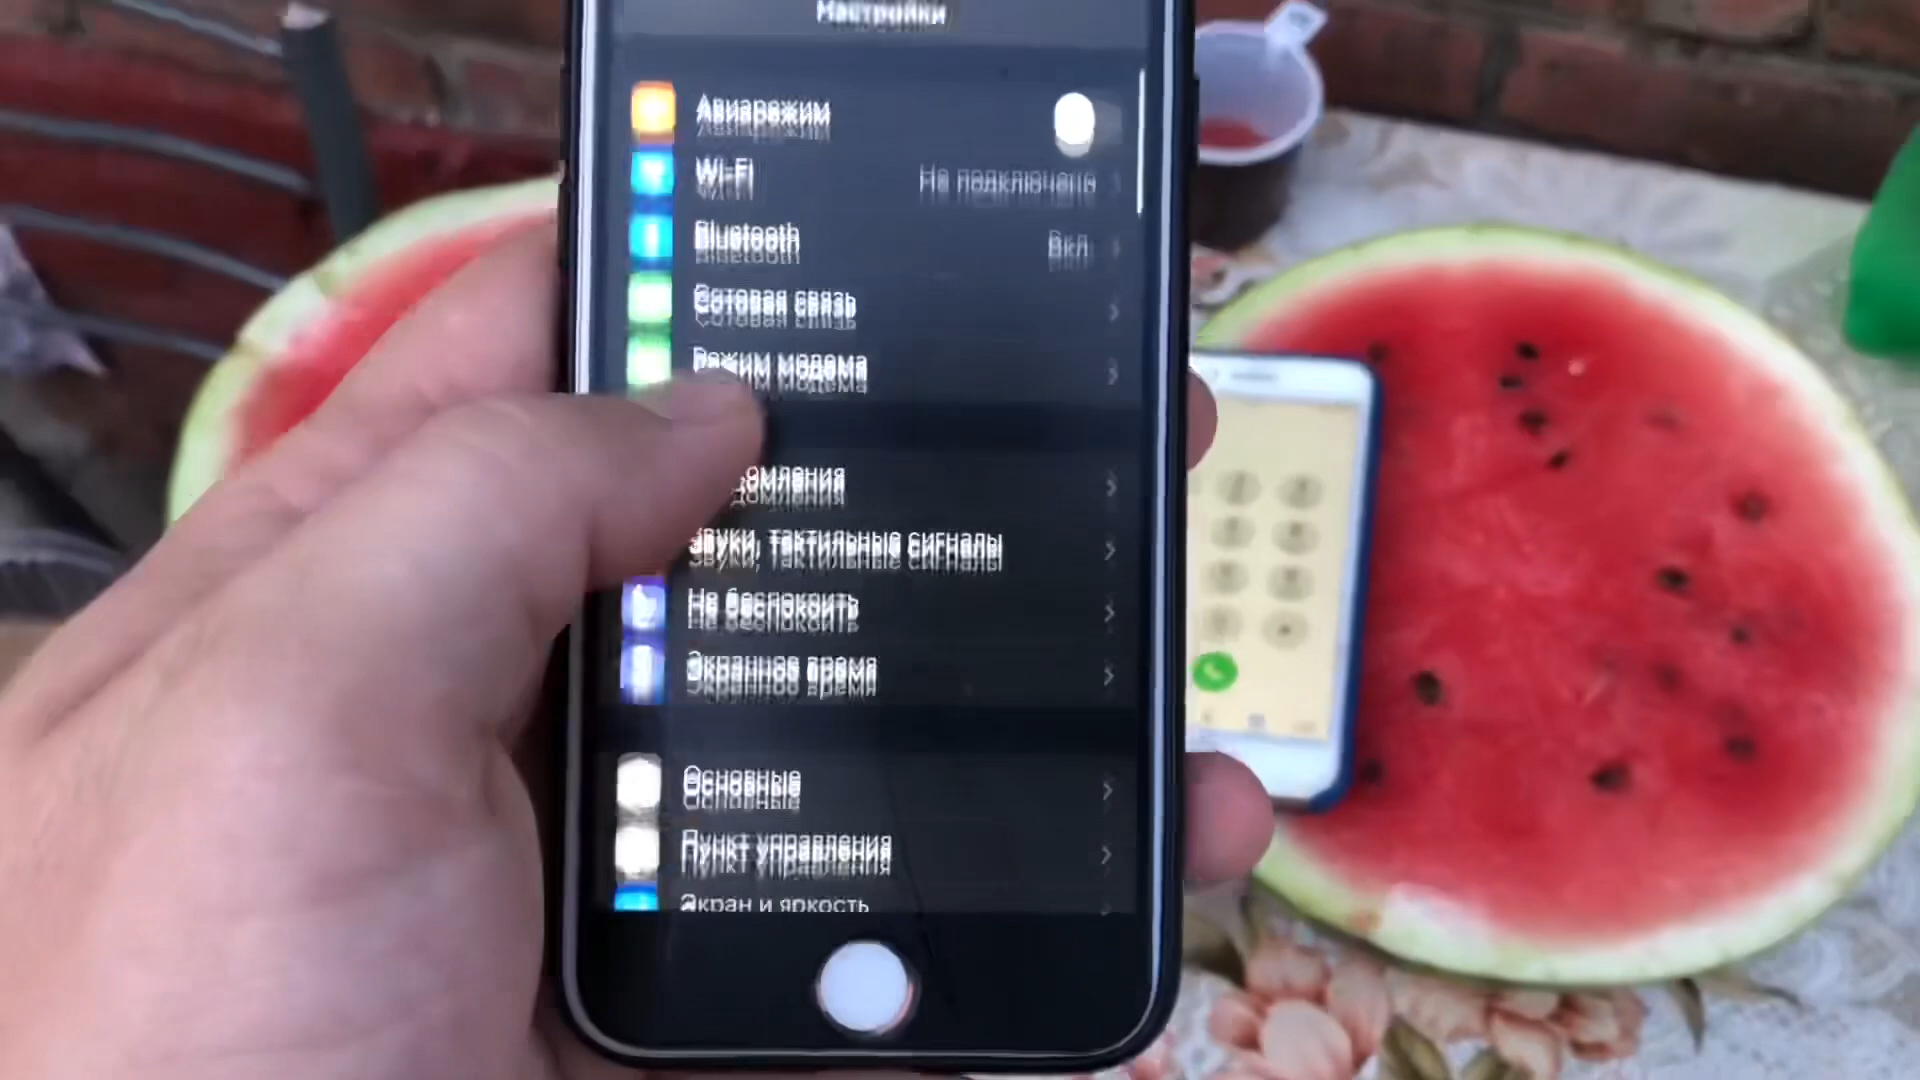 Настройки
Авиарежим
Wi-Fi Не подключено
Bluetooth Вкл
Сотовая связь
Режим модема
домления
Звуки, тактильные сигналы
Не беспокоить
Экранное время
Основные
Пункт управления
Экран и яркость